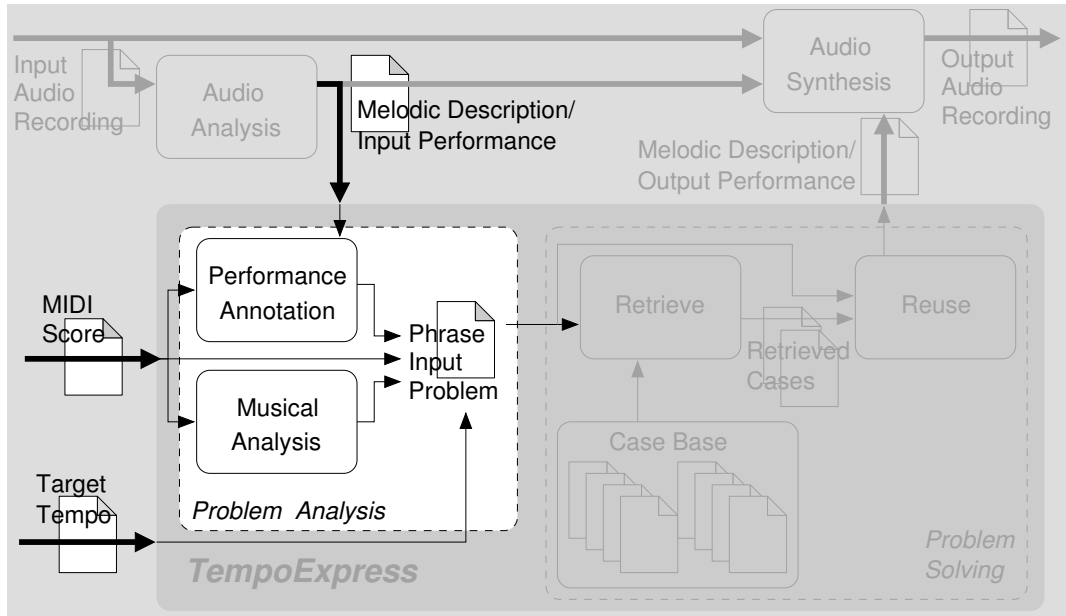 Input
Audio
Recording
Audio
Analysis
Melodic Description/
Input Performance
Audio
Synthesis
Output
Audio
Recording
Melodic Description/
Output Performance
MIDI
Score
Performance
Annotation
Musical
Analysis
Phrase
Input
Problem
Problem Analysis
Target
Tempo
TempoExpress
Retrieve
Retrieved
Cases
Reuse
Case Base
Problem
Solving